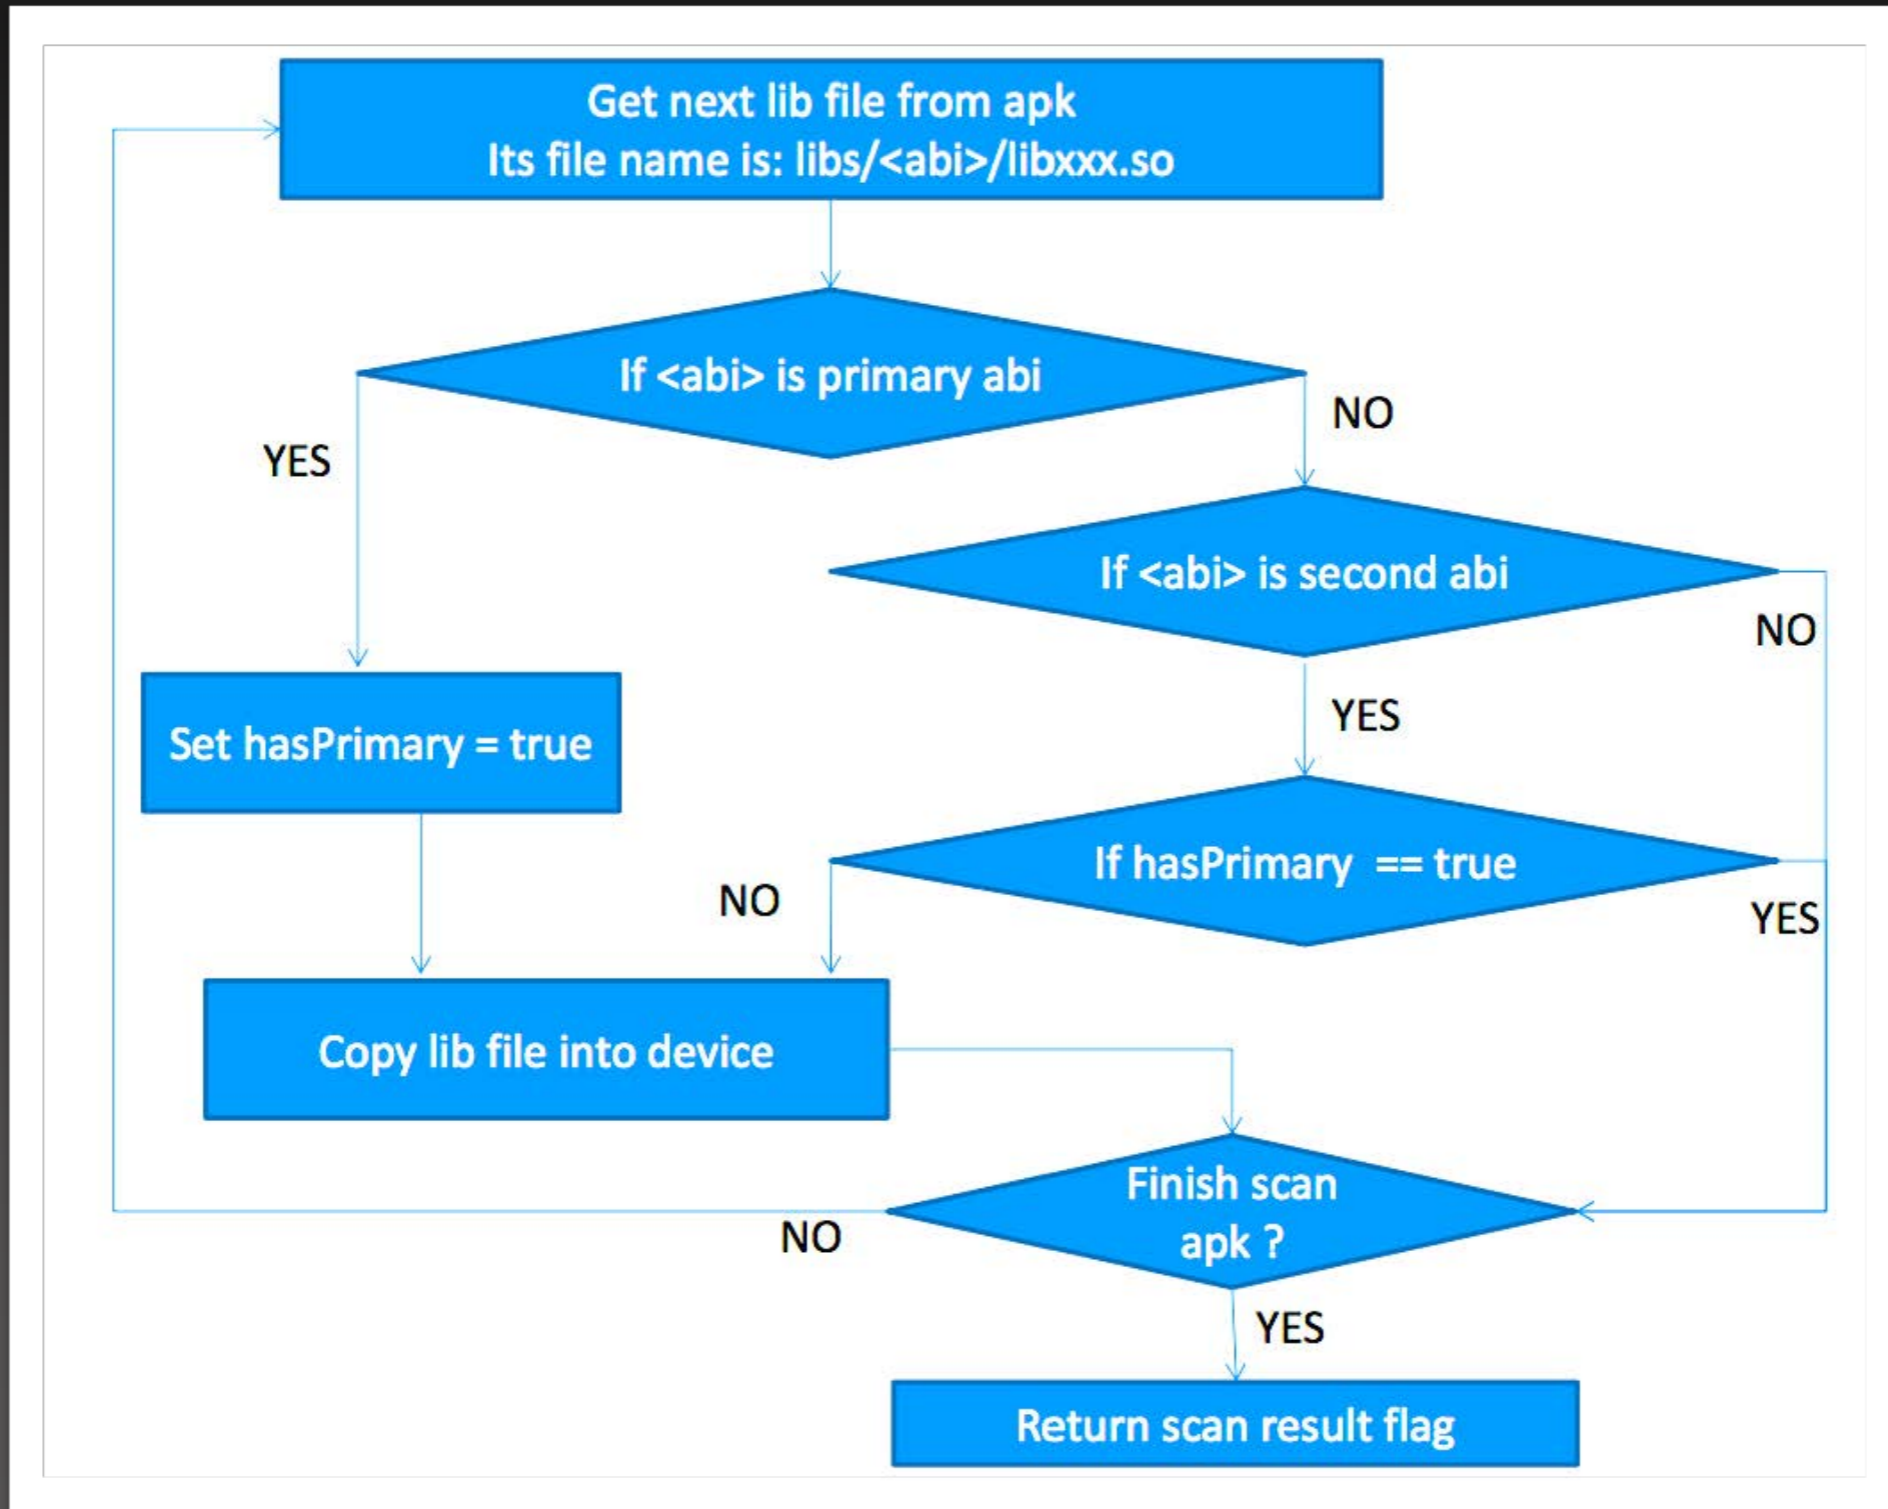 Get next lib file from apk
Its file name is: libs/<abi>/libxxx.so
If <abi> is primary abi
NO
YES
If <abi> is second abi
NO
YES
Set hasPrimary = true
If hasPrimary  == true
NO
YES
Copy lib file into device
Finish scan
apk ?
NO
YES
Return scan result flag